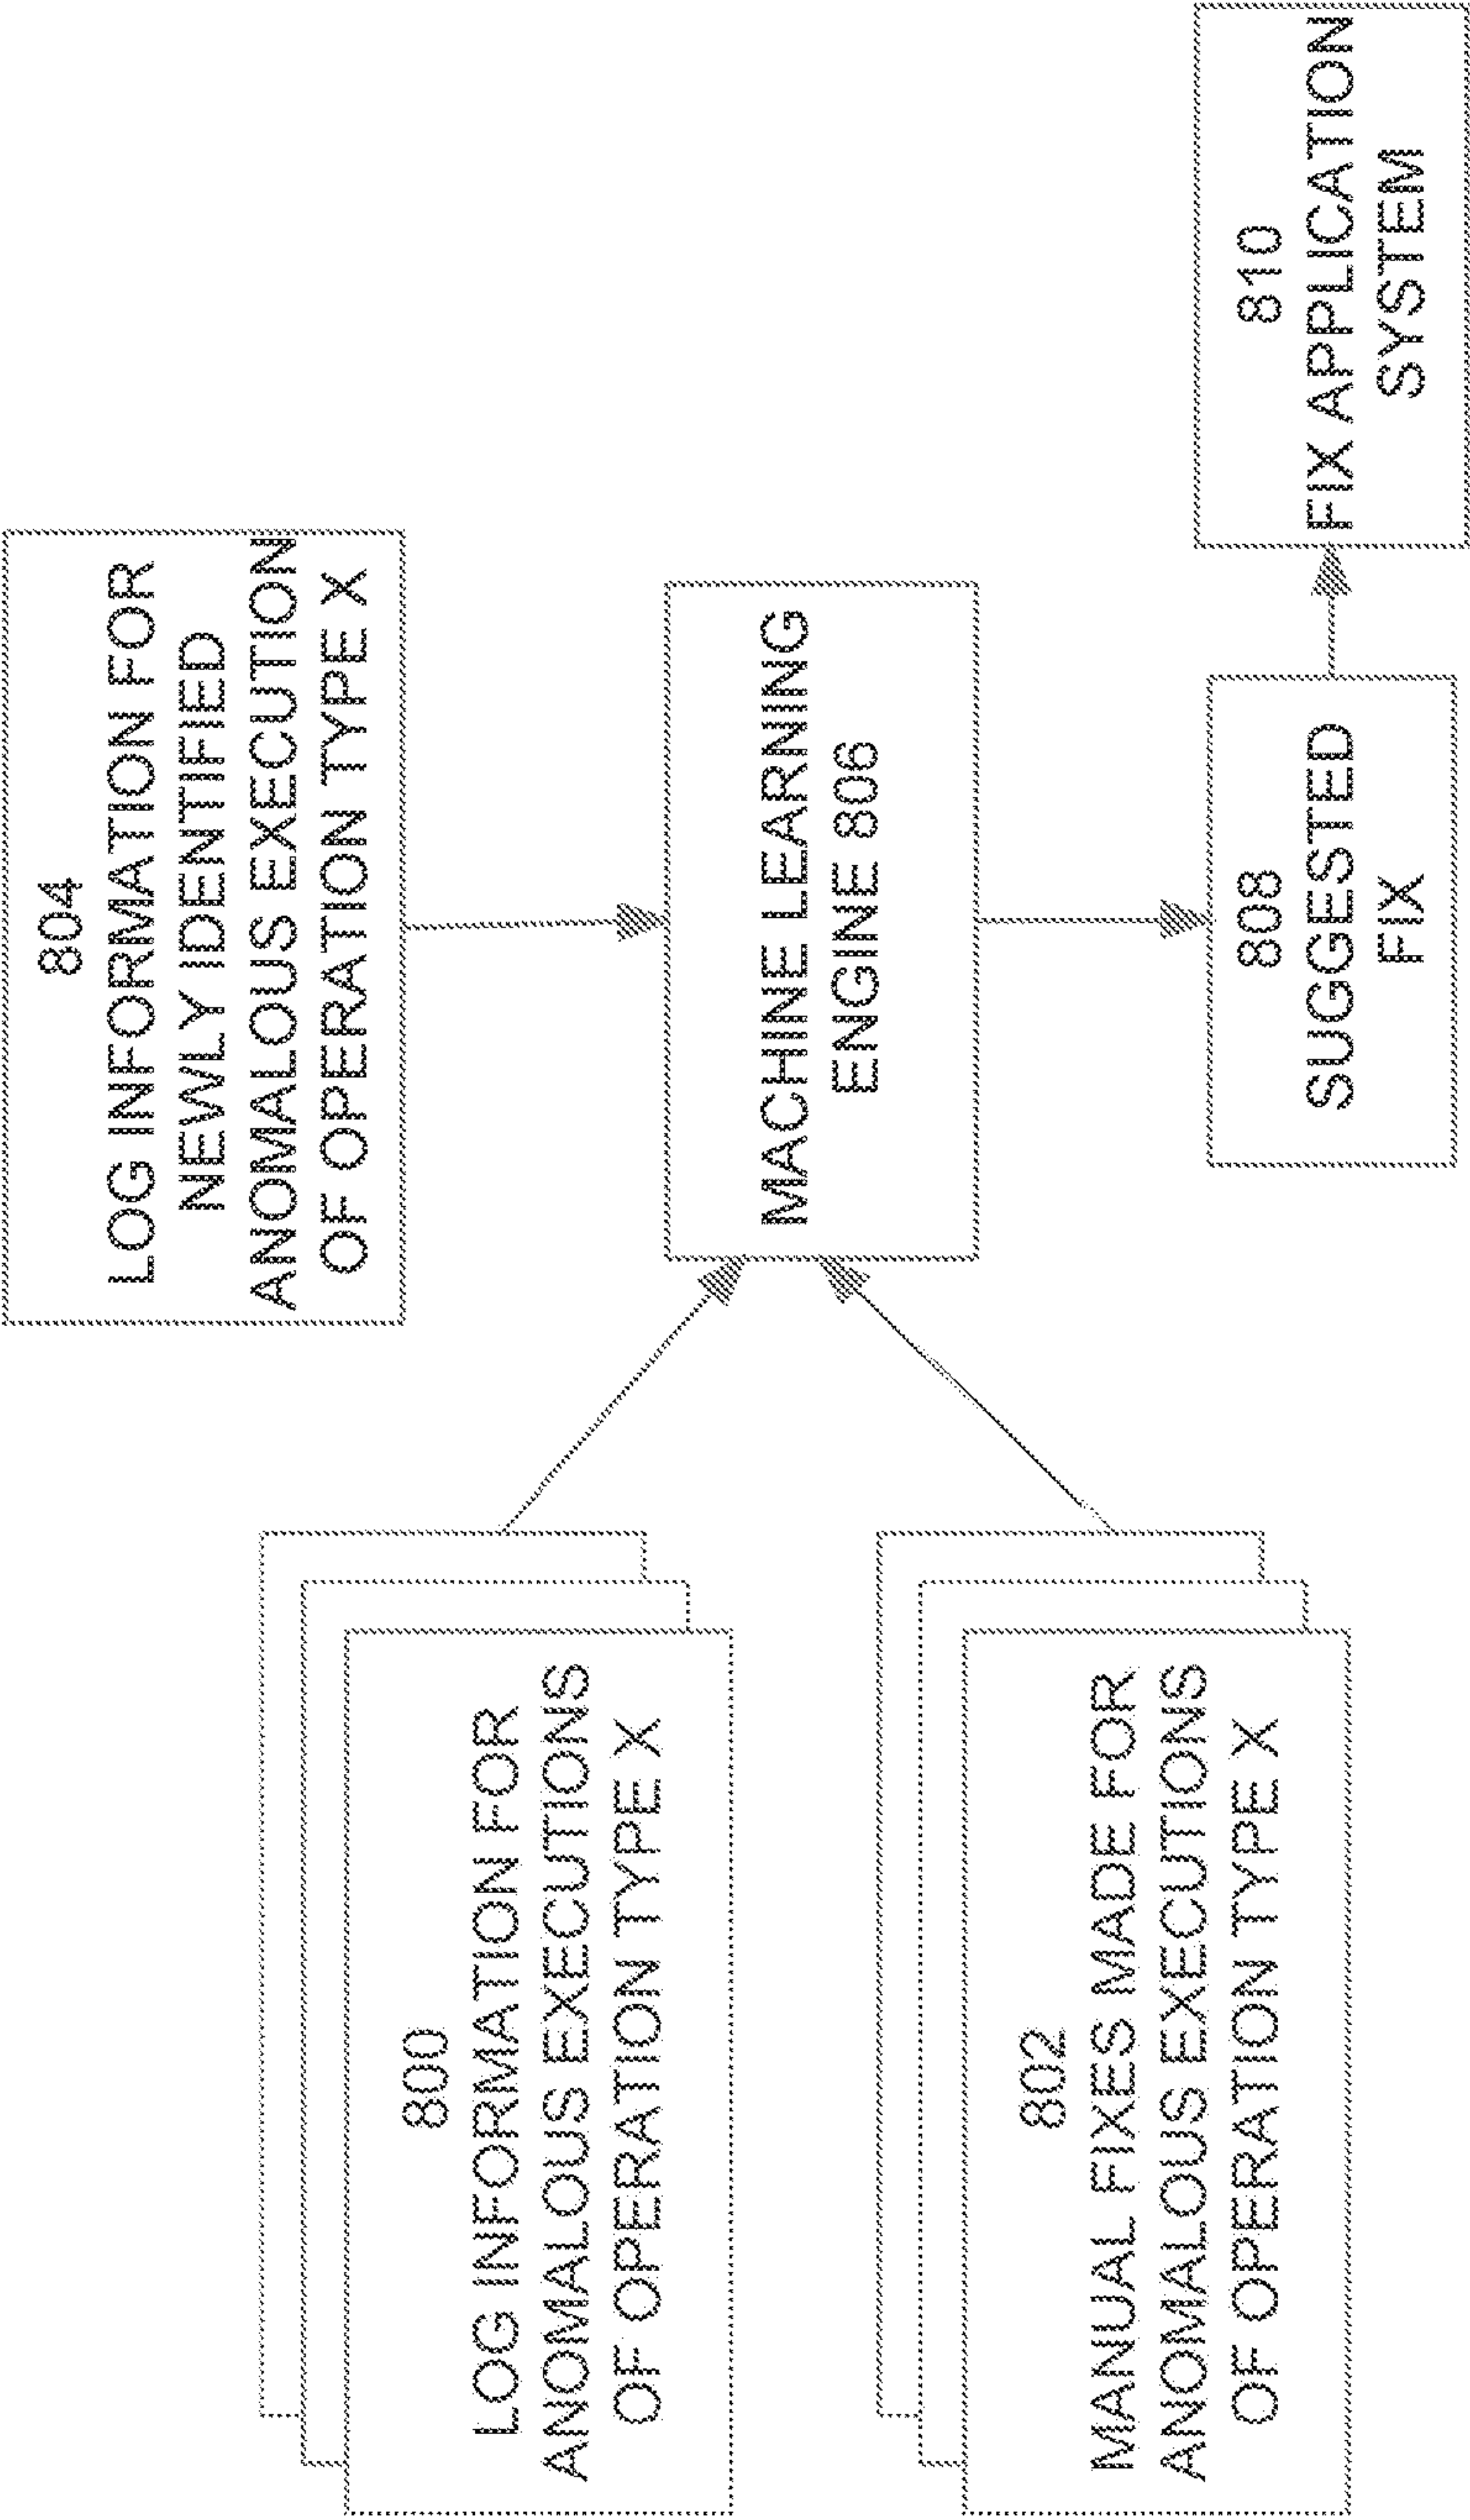 804
LOG INFORMATION FOR
NEWLY IDENTIFIED
ANOMALOUS EXECUTION
OF OPERATION TYPE X
800
LOG INFORMATION FOR
ANOMALOUS EXECUTIONS
OF OPERATION TYPE X
MACHINE LEARNING
ENGINE 806
802
MANUAL FIXES MADE FOR
ANOMALOUS EXECUTIONS
OF OPERATION TYPE X
808
SUGGESTED
FIX
810
FIX APPLICATION
SYSTEM